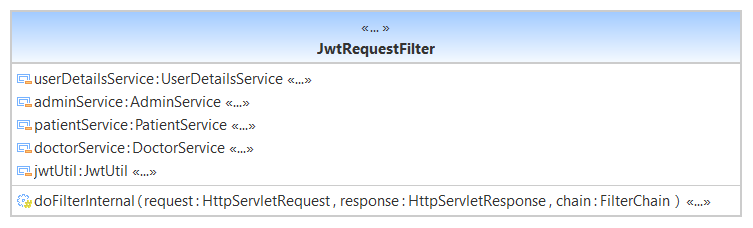 «... »
JwtRequestFilter
userDetailsService:UserDetailsService «...»
adminService:AdminService «...»
patientService:PatientService «...»
doctorService:DoctorService «...»
jwtUtil:JwtUtil «...»
doFilterInternal(request:HttpServletRequest, response:HttpServletResponse, chain:FilterChain ) «...»